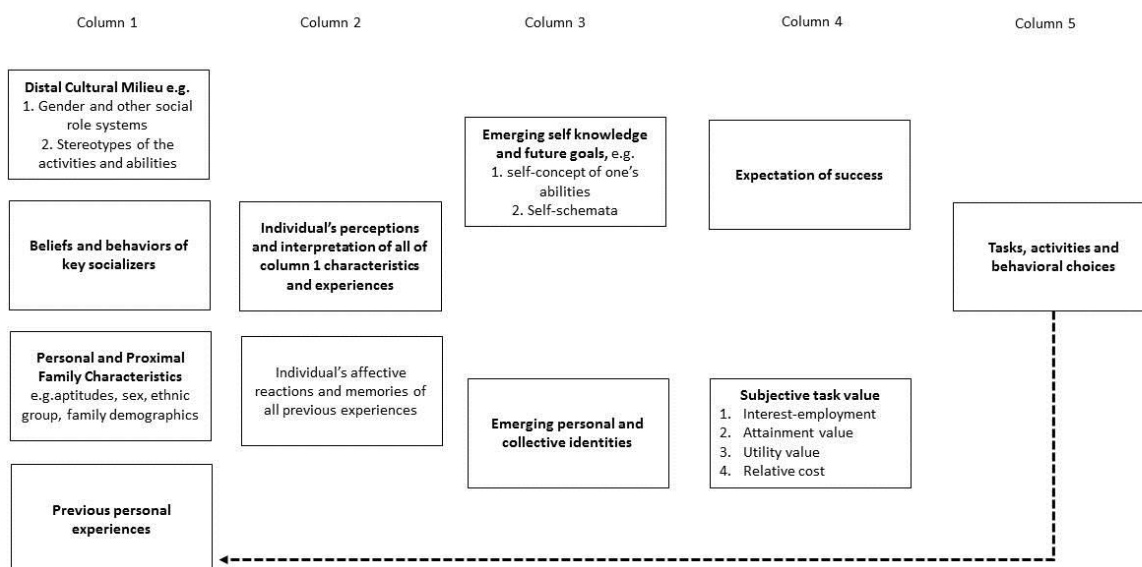 Column 1
Column 2
Column 3
Column 4
Column 5
Distal Cultural Milieu e.g.
1. Gender and other social
role systems
2. Stereotypes of the
activities and abilities
Beliefs and behaviors of
key socializers
Personal and Proximal
Family Characteristics
e.g.aptitudes, sex, ethnic
group, family demographics
Previous personal
experiences
Individual's perceptions
and interpretation of all of
column 1 characteristics
and experiences
Individual's affective
reactions and memories of
all previous experiences
Emerging self knowledge
and future goals, e.g.
1. self-concept of one's
abilities
2. Self-schemata
Emerging personal and
collective identities
Expectation of success
Subjective task value
1. Interest-employment
2. Attainment value
3. Utility value
4. Relative cost
Tasks, activities and
behavioral choices